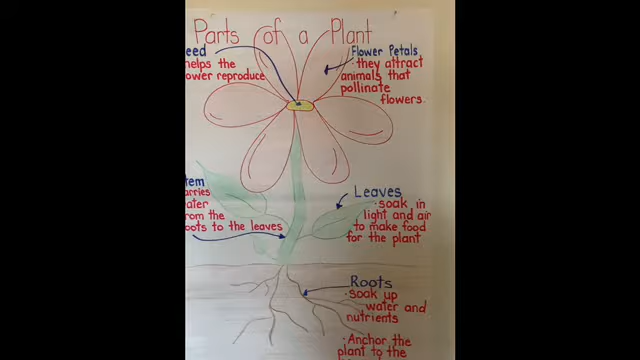 Parts of a Plant
eed
helps the
ower reproduce
Flower Petals
· they attract
animals that
pollinate
flowers.
tem
arries
ater
rom the
oots to the leaves
Leaves
· soak in
light and air
to make food
for the plant
Roots
· Soak up
water and
nutrients
· Anchor the
plant to the